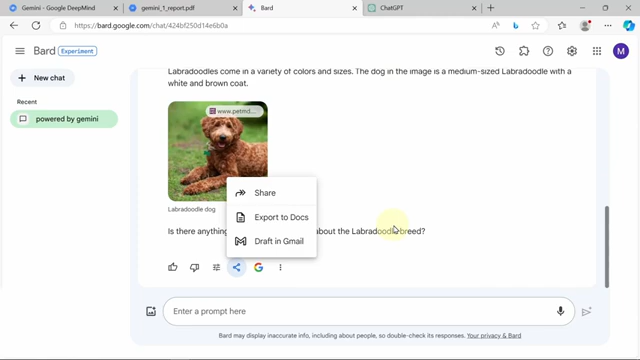 Gemini - Google DeepMind
gemini_1_report.pdf
Bard
ChatGPT
https://bard.google.com/chat/424bf250d14e6b0a
Bard Experiment
M
New chat
Recent
powered by gemini
Labradoodles come in a variety of colors and sizes. The dog in the image is a medium-sized Labradoodle with a
white and brown coat.
www.petmd...
Labradoodle dog
Share
Export to Docs
Draft in Gmail
Is there anything about the Labradoodle breed?
G
Enter a prompt here
Bard may display inaccurate info, including about people, so double-check its responses. Your privacy & Bard